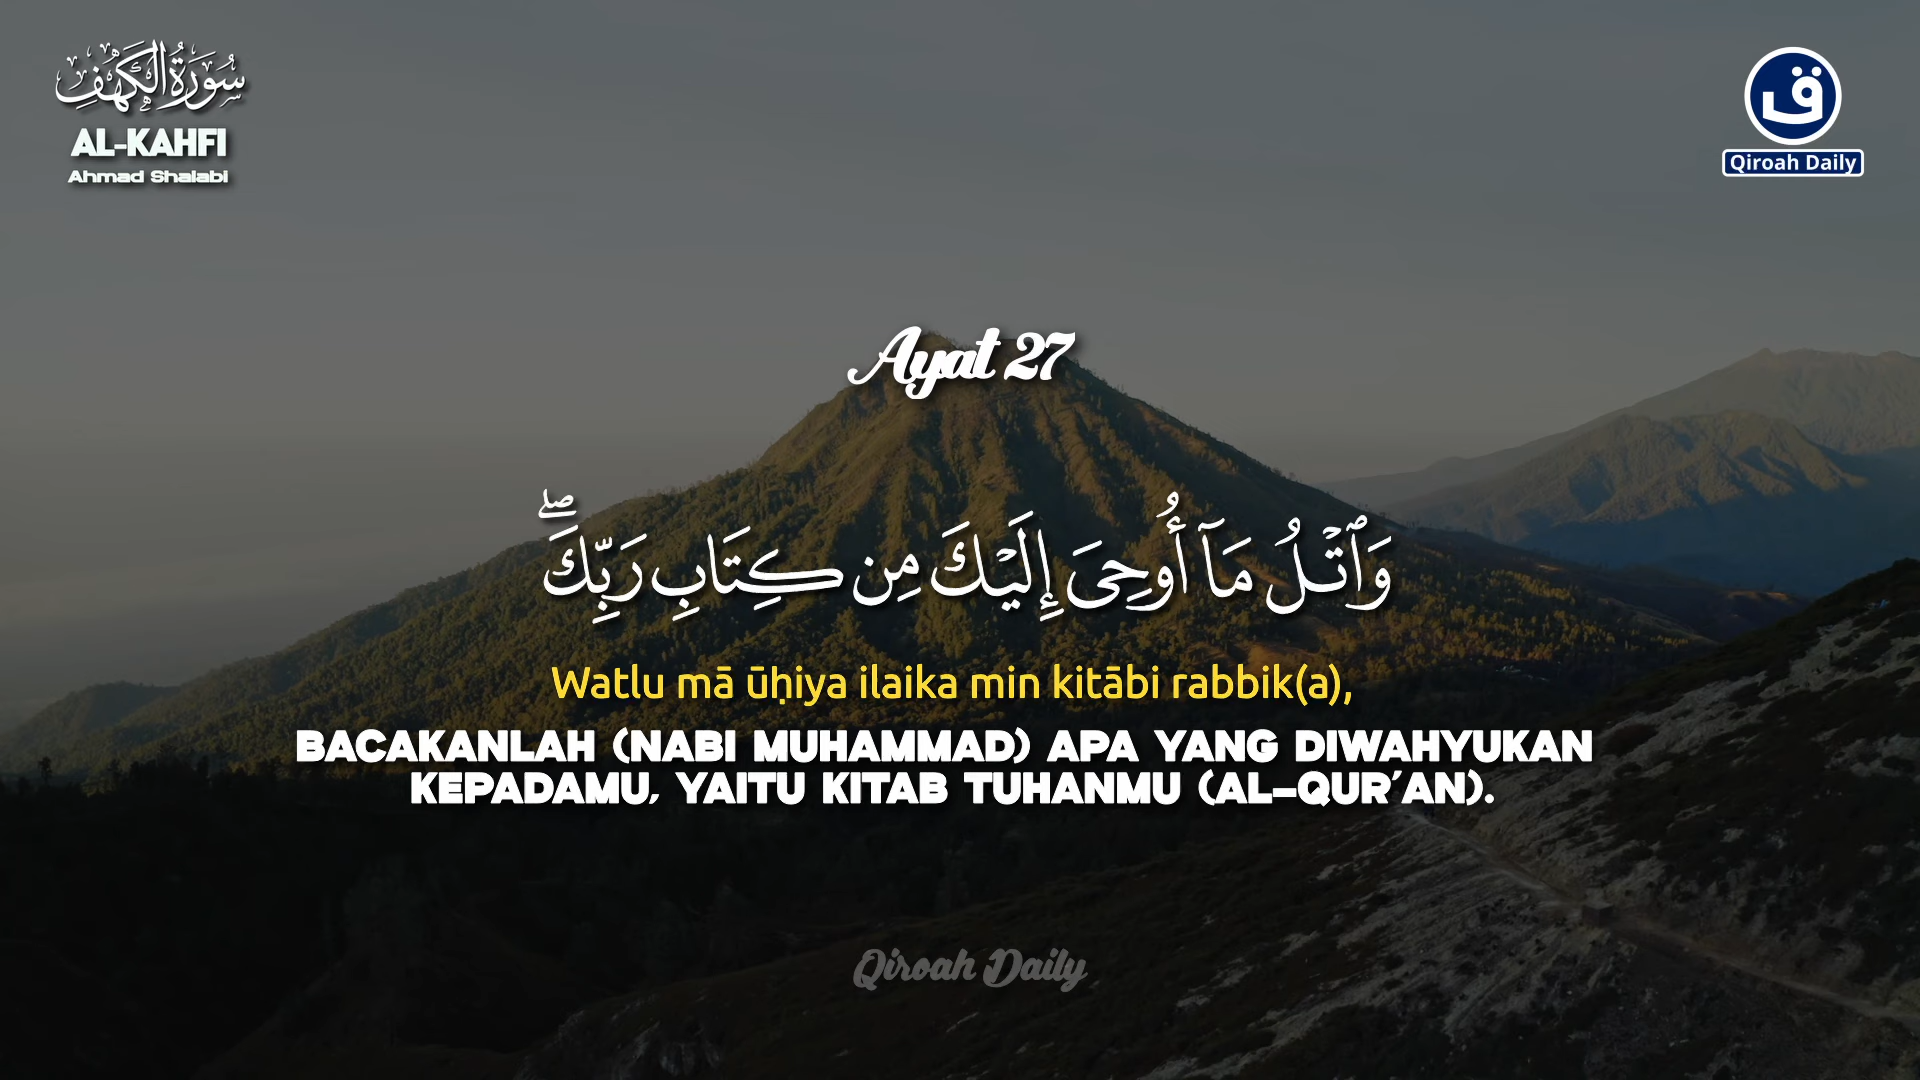 سُورَةُ الكَهْفِ
AL-KAHFI
Ahmad Shalabi
Qiroah Daily
Ayat 27
وَٱتْلُ مَآ أُوحِىَ إِلَيْكَ مِن كِتَابِ رَبِّكَ ۖ
Watlu mā ūḥiya ilaika min kitābi rabbik(a),
BACAKANLAH (NABI MUHAMMAD) APA YANG DIWAHYUKAN
KEPADAMU, YAITU KITAB TUHANMU (AL-QUR'AN).
Qiroah Daily